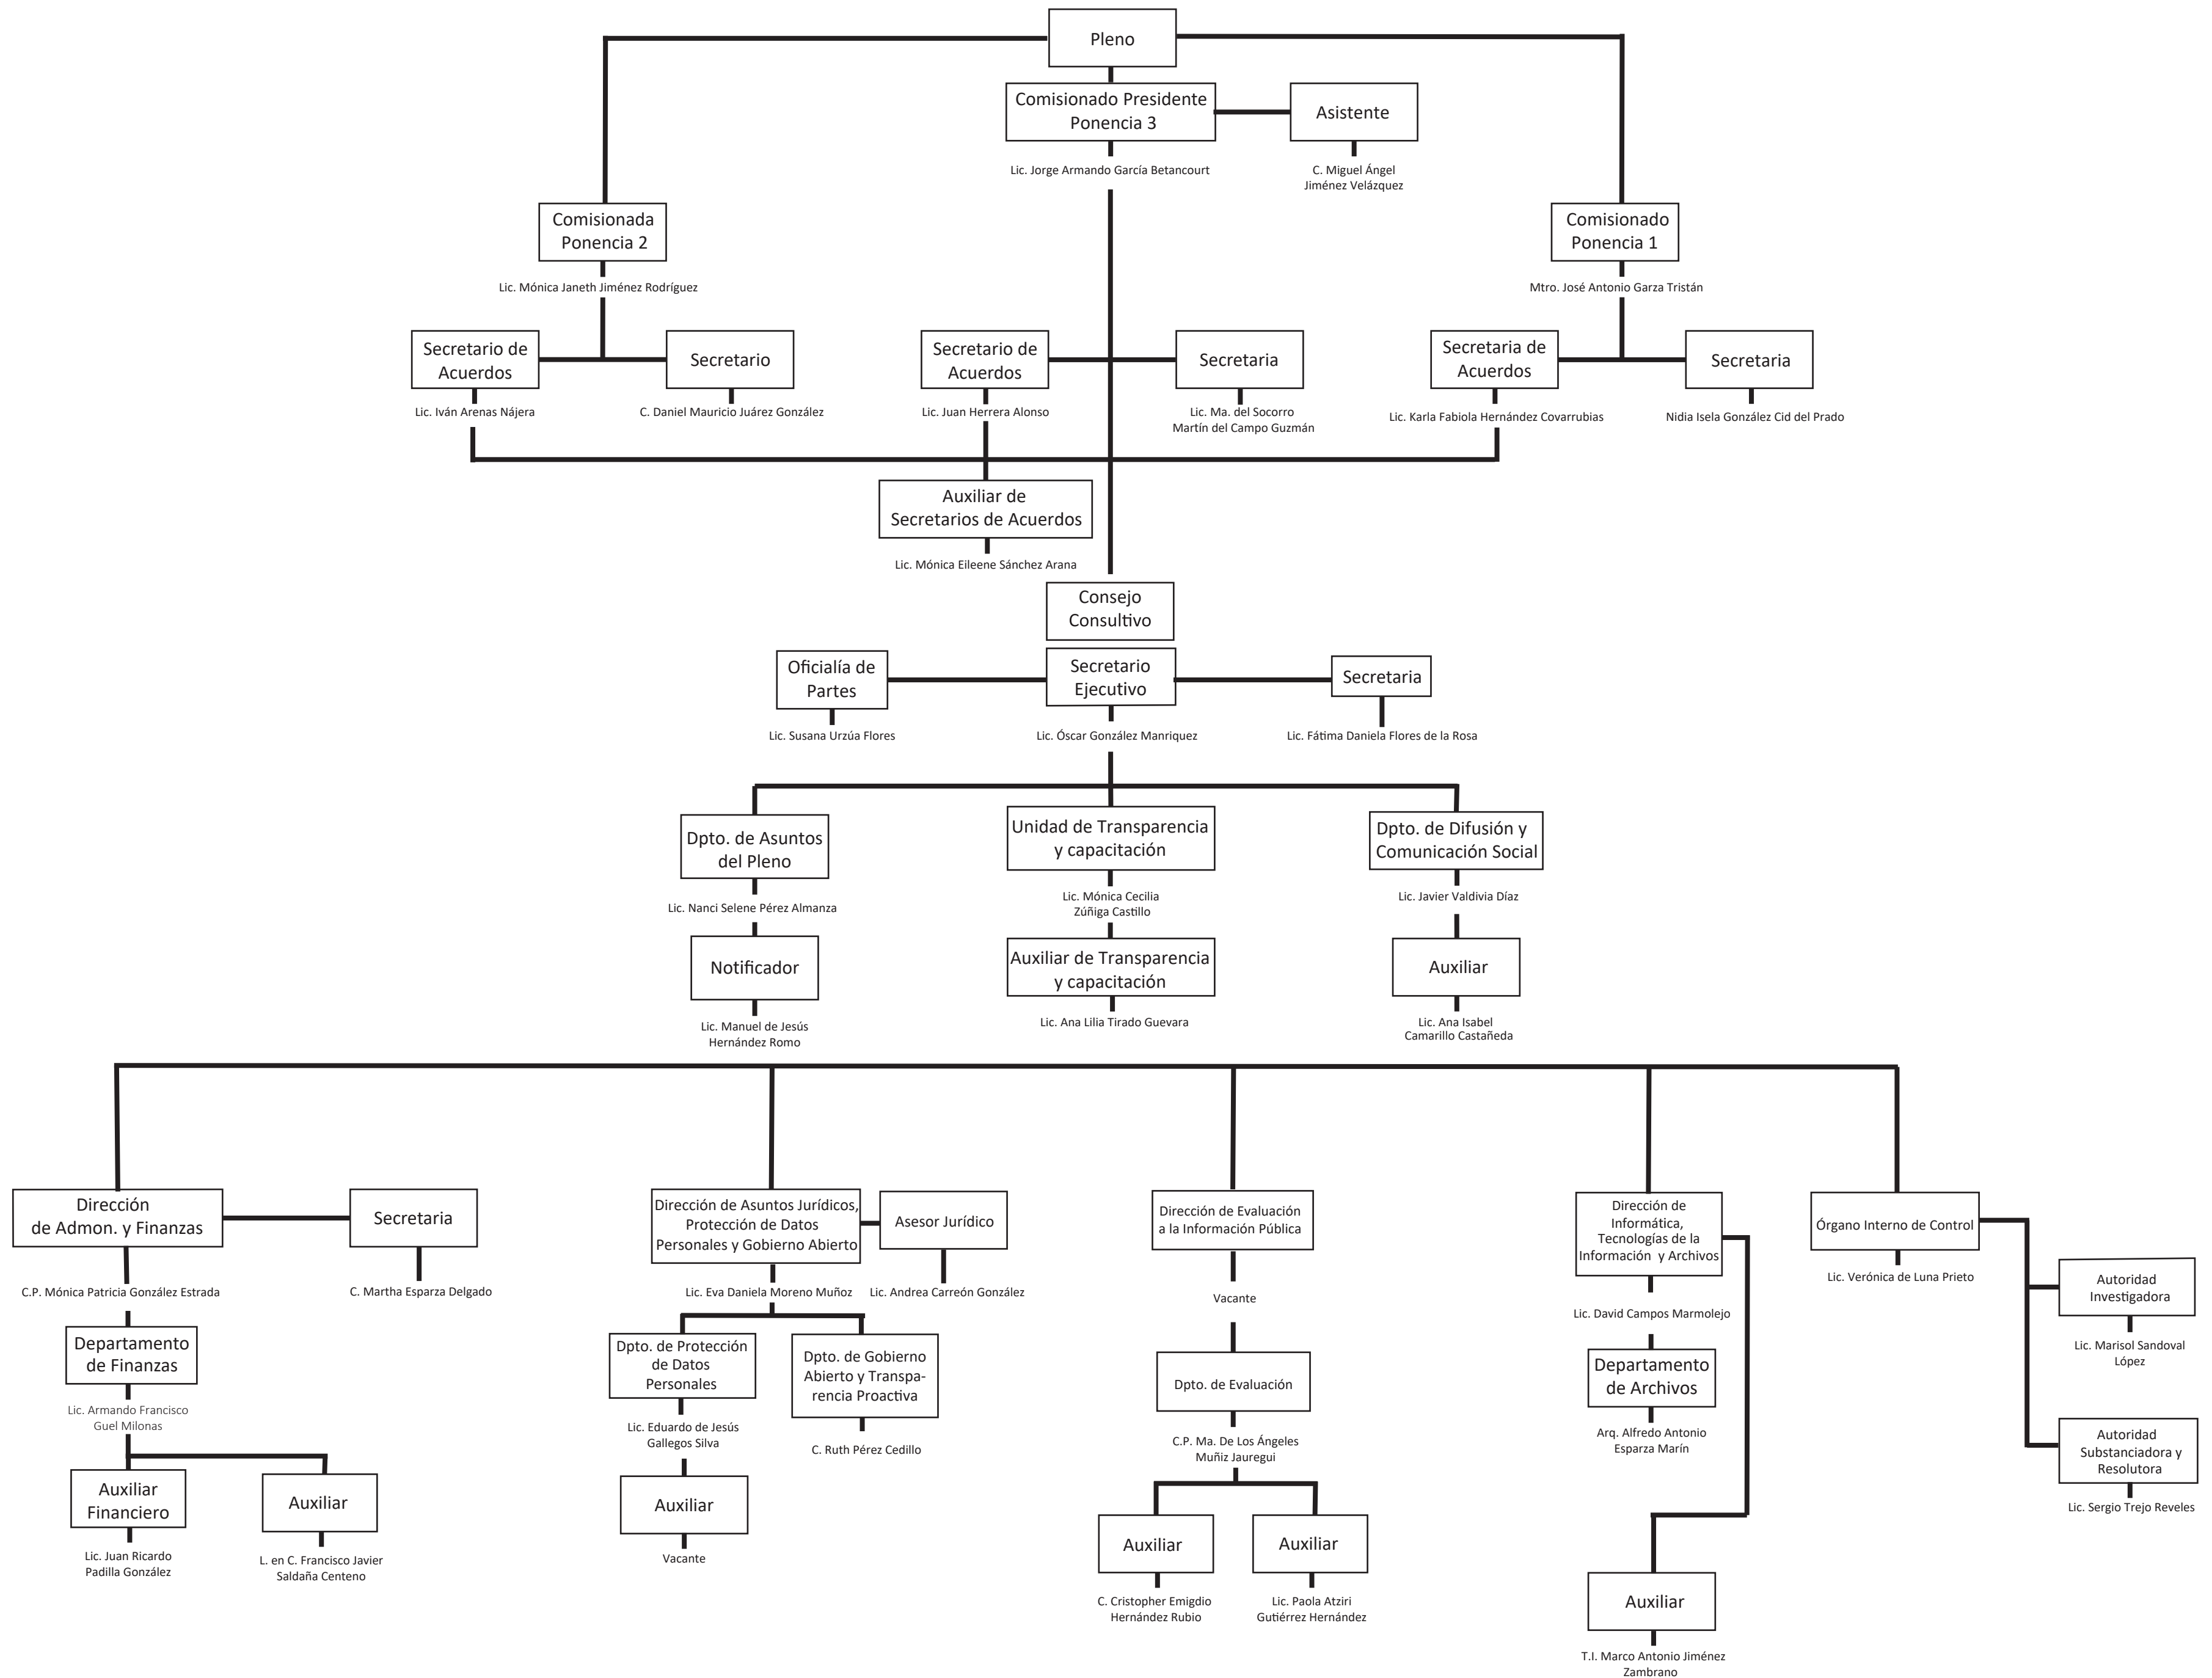 Pleno
Comisionado Presidente
Ponencia 3
Asistente
Lic. Jorge Armando García Betancourt
C. Miguel Ángel
Jiménez Velázquez
Comisionada
Ponencia 2
Comisionado
Ponencia 1
Lic. Mónica Janeth Jiménez Rodríguez
Mtro. José Antonio Garza Tristán
Secretario de
Acuerdos
Secretario
Secretario de
Acuerdos
Secretaria
Secretaria de
Acuerdos
Secretaria
Lic. Iván Arenas Nájera
C. Daniel Mauricio Juárez González
Lic. Juan Herrera Alonso
Lic. Ma. del Socorro
Martín del Campo Guzmán
Lic. Karla Fabiola Hernández Covarrubias
Nidia Isela González Cid del Prado
Auxiliar de
Secretarios de Acuerdos
Lic. Mónica Eileene Sánchez Arana
Consejo
Consultivo
Oficialía de
Partes
Secretario
Ejecutivo
Secretaria
Lic. Susana Urzúa Flores
Lic. Óscar González Manriquez
Lic. Fátima Daniela Flores de la Rosa
Dpto. de Asuntos
del Pleno
Unidad de Transparencia
y capacitación
Dpto. de Difusión y
Comunicación Social
Lic. Nanci Selene Pérez Almanza
Lic. Mónica Cecilia
Zúñiga Castillo
Lic. Javier Valdivia Díaz
Notificador
Auxiliar de Transparencia
y capacitación
Auxiliar
Lic. Manuel de Jesús
Hernández Romo
Lic. Ana Lilia Tirado Guevara
Lic. Ana Isabel
Camarillo Castañeda
Dirección
de Admon. y Finanzas
Secretaria
Dirección de Asuntos Jurídicos,
Protección de Datos
Personales y Gobierno Abierto
Asesor Jurídico
Dirección de Evaluación
a la Información Pública
Dirección de
Informática,
Tecnologías de la
Información y Archivos
Órgano Interno de Control
C.P. Mónica Patricia González Estrada
C. Martha Esparza Delgado
Lic. Eva Daniela Moreno Muñoz
Lic. Andrea Carreón González
Vacante
Lic. David Campos Marmolejo
Lic. Verónica de Luna Prieto
Autoridad
Investigadora
Lic. Marisol Sandoval
López
Departamento
de Finanzas
Dpto. de Protección
de Datos
Personales
Dpto. de Gobierno
Abierto y Transpa-
rencia Proactiva
Dpto. de Evaluación
Departamento
de Archivos
Lic. Armando Francisco
Guel Milonas
Lic. Eduardo de Jesús
Gallegos Silva
C. Ruth Pérez Cedillo
C.P. Ma. De Los Ángeles
Muñiz Jauregui
Arq. Alfredo Antonio
Esparza Marín
Autoridad
Substanciadora y
Resolutora
Lic. Sergio Trejo Reveles
Auxiliar
Financiero
Auxiliar
Auxiliar
Auxiliar
Auxiliar
Auxiliar
Lic. Juan Ricardo
Padilla González
L. en C. Francisco Javier
Saldaña Centeno
Vacante
C. Cristopher Emigdio
Hernández Rubio
Lic. Paola Atziri
Gutiérrez Hernández
T.I. Marco Antonio Jiménez
Zambrano